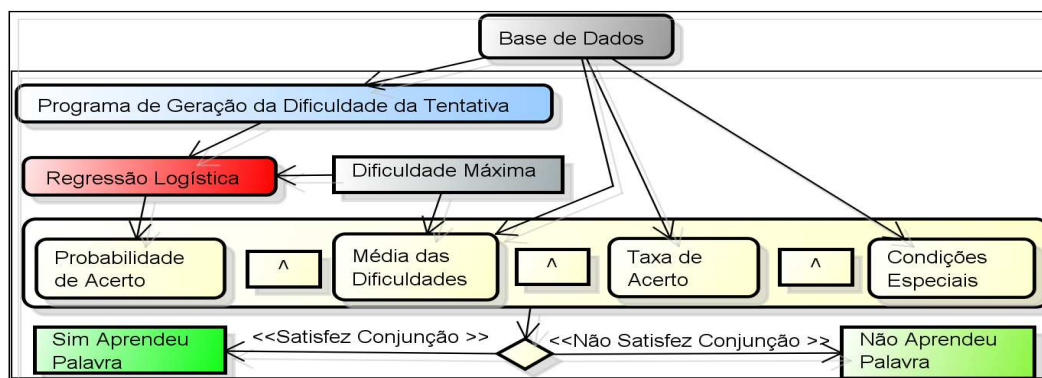 Base de Dados
Programa de Geração da Dificuldade da Tentativa
Regressão Logística
Dificuldade Máxima
Probabilidade
de Acerto
^
Média das
Dificuldades
^
Taxa de
Acerto
^
Condições
Especiais
Sim Aprendeu
Palavra
<<Satisfez Conjunção >>
<<Não Satisfez Conjunção >>
Não Aprendeu
Palavra